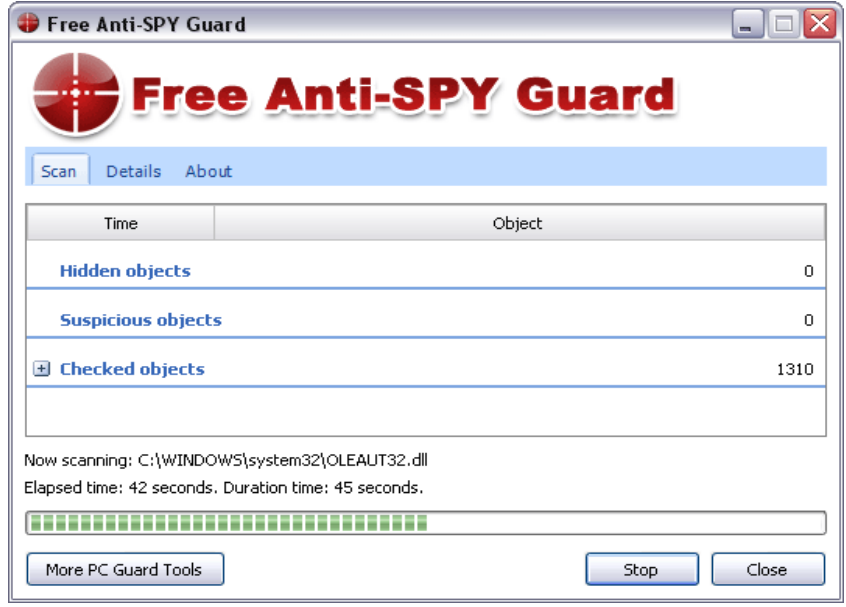 Free Anti-SPY Guard
Free Anti-SPY Guard
Scan Details About
Time Object
Hidden objects 0
Suspicious objects 0
Checked objects 1310
Now scanning: C:\WINDOWS\system32\OLEAUT32.dll
Elapsed time: 42 seconds. Duration time: 45 seconds.
More PC Guard Tools Stop Close